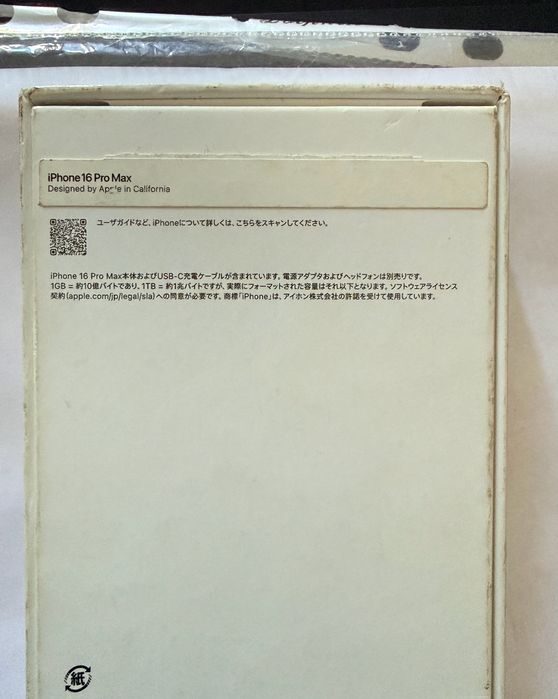 iPhone 16 Pro Max
Designed by Apple in California
ユーザガイドなど、iPhoneについて詳しくは、こちらをスキャンしてください。
iPhone 16 Pro Max本体およびUSB-C充電ケーブルが含まれています。電源アダプタおよびヘッドフォンは別売りです。
1GB = 約10億バイトであり、1TB = 約1兆バイトですが、実際にフォーマットされた容量はそれ以下となります。ソフトウェアライセンス
契約(apple.com/jp/legal/sla)への同意が必要です。商標「iPhone」は、アイホン株式会社の許諾を受けて使用しています。
紙